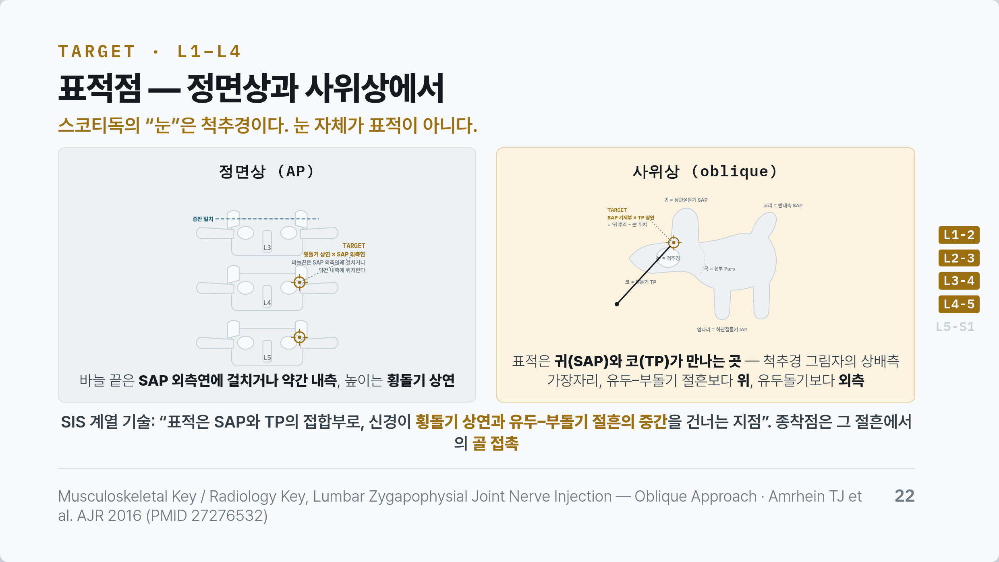 TARGET · L1–L4
표적점 — 정면상과 사위상에서
스코티독의 “눈”은 척추경이다. 눈 자체가 표적이 아니다.
정면상 (AP)
종판 일치
L3
TARGET
횡돌기 상연 × SAP 외측연
바늘끝은 SAP 외측연에 걸치거나
약간 내측에 위치한다
L4
L5
바늘 끝은 SAP 외측연에 걸치거나 약간 내측, 높이는 횡돌기 상연
사위상 (oblique)
귀 = 상관절돌기 SAP
꼬리 = 반대측 SAP
TARGET
SAP 기저부 × TP 상연
= '귀 뿌리 ~ 눈' 위치
눈 = 척추경
목 = 협부 Pars
코 = 횡돌기 TP
앞다리 = 하관절돌기 IAP
표적은 귀(SAP)와 코(TP)가 만나는 곳 — 척추경 그림자의 상배측
가장자리, 유두–부돌기 절흔보다 위, 유두돌기보다 외측
L1-2
L2-3
L3-4
L4-5
L5-S1
SIS 계열 기술: “표적은 SAP와 TP의 접합부로, 신경이 횡돌기 상연과 유두–부돌기 절흔의 중간을 건너는 지점”. 종착점은 그 절흔에서
의 골 접촉
Musculoskeletal Key / Radiology Key, Lumbar Zygapophysial Joint Nerve Injection — Oblique Approach · Amrhein TJ et
al. AJR 2016 (PMID 27276532)
22